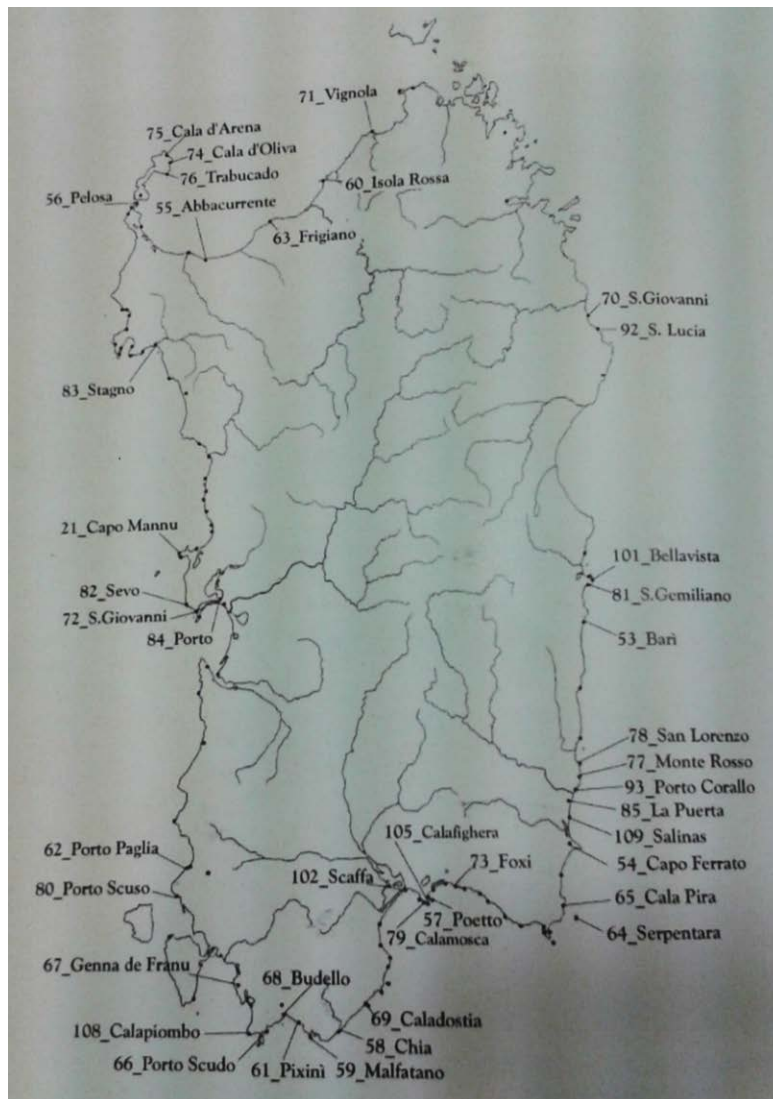 71_Vignola
75_Cala d'Arena
74_Cala d'Oliva
76_Trabucado
60_Isola Rossa
56_Pelosa
55_Abbacurrente
63_Frigiano
70_S.Giovanni
92_S. Lucia
83_Stagno
21_Capo Mannu
101_Bellavista
82_Sevo
81_S.Gemiliano
72_S.Giovanni
84_Porto
53_Barì
78_San Lorenzo
77_Monte Rosso
93_Porto Corallo
85_La Puerta
105_Calafighera
109_Salinas
62_Porto Paglia
73_Foxi
54_Capo Ferrato
102_Scaffa
80_Porto Scuso
65_Cala Pira
57_Poetto
64_Serpentara
79_Calamosca
67_Genna de Franu
68_Budello
69_Caladostia
108_Calapiombo
58_Chia
66_Porto Scudo
61_Pixinì
59_Malfatano